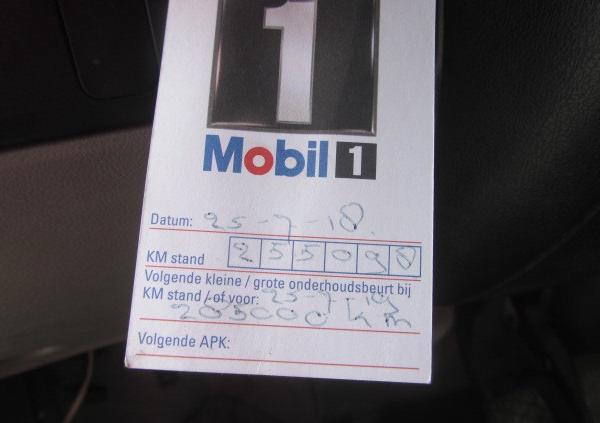 1
Mobil 1
Datum: 25-7-18.
KM stand 255098
Volgende kleine / grote onderhoudsbeurt bij
KM stand / of voor: 25-7-19
km
Volgende APK: